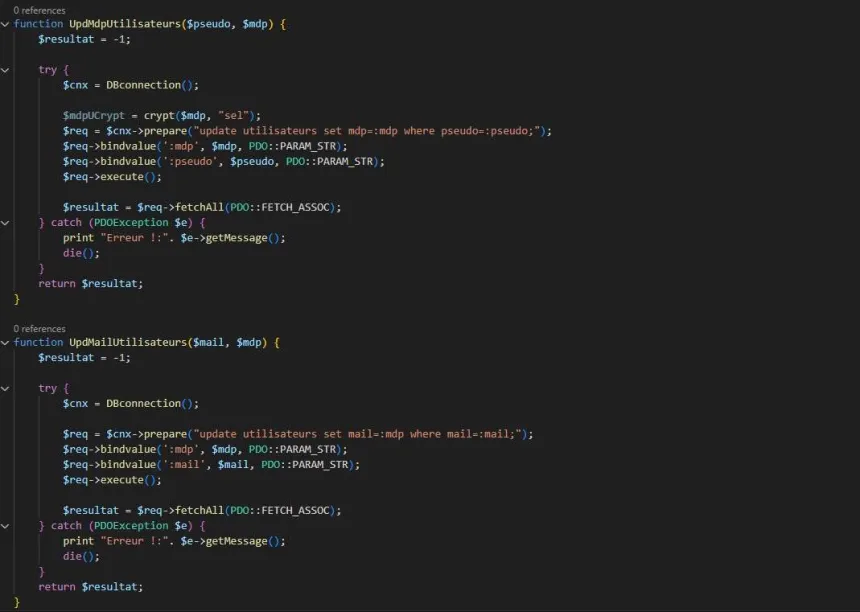 0 references
function UpdMdpUtilisateurs($pseudo, $mdp) {
$resultat = -1;
try {
$cnx = DBconnection();
$mdpUCrypt = crypt($mdp, "sel");
$req = $cnx->prepare("update utilisateurs set mdp=:mdp where pseudo=:pseudo;");
$req->bindvalue(':mdp', $mdp, PDO::PARAM_STR);
$req->bindvalue(':pseudo', $pseudo, PDO::PARAM_STR);
$req->execute();
$resultat = $req->fetchAll(PDO::FETCH_ASSOC);
} catch (PDOException $e) {
print "Erreur !:". $e->getMessage();
die();
}
return $resultat;
}
0 references
function UpdMailUtilisateurs($mail, $mdp) {
$resultat = -1;
try {
$cnx = DBconnection();
$req = $cnx->prepare("update utilisateurs set mail=:mdp where mail=:mail;");
$req->bindvalue(':mdp', $mdp, PDO::PARAM_STR);
$req->bindvalue(':mail', $mail, PDO::PARAM_STR);
$req->execute();
$resultat = $req->fetchAll(PDO::FETCH_ASSOC);
} catch (PDOException $e) {
print "Erreur !:". $e->getMessage();
die();
}
return $resultat;
}